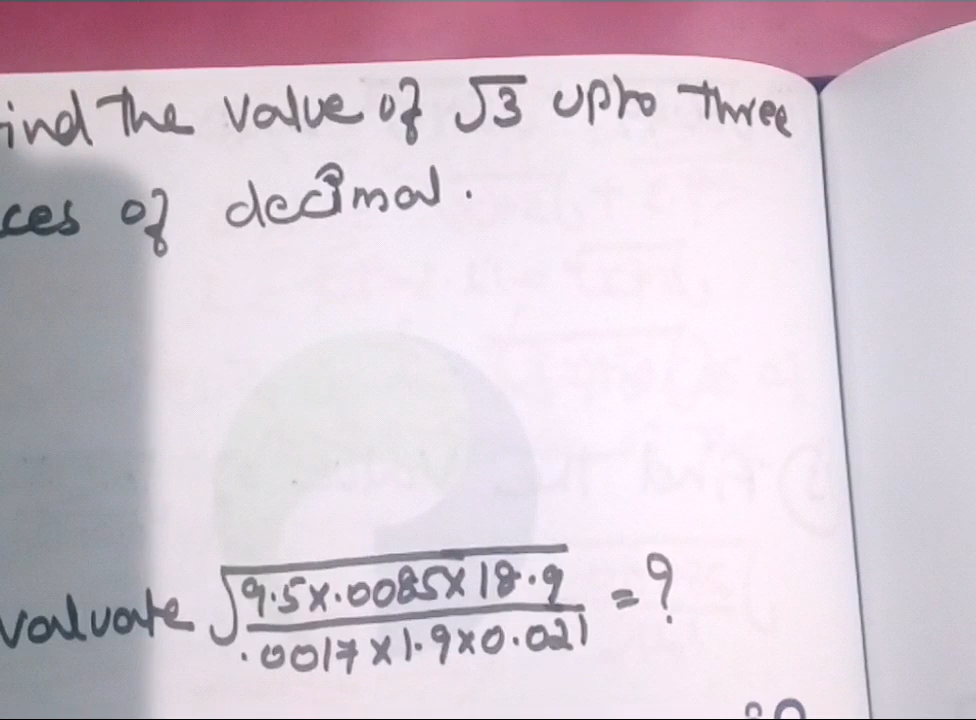 ind the value of √3 upto three
ces of decimal.
valuate √(9.5×.0085×18.9 / .0017×1.9×0.021) = ?